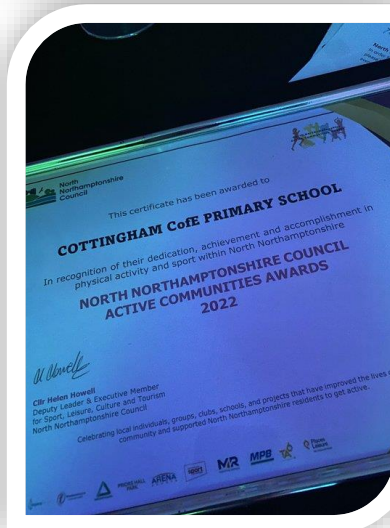 North
Northamptonshire
Council
This certificate has been awarded to
COTTINGHAM CofE PRIMARY SCHOOL
In recognition of their dedication, achievement and accomplishment in
physical activity and sport within North Northamptonshire
NORTH NORTHAMPTONSHIRE COUNCIL
ACTIVE COMMUNITIES AWARDS
2022
Cllr Helen Howell
Deputy Leader & Executive Member
for Sport, Leisure, Culture and Tourism
North Northamptonshire Council
Celebrating local individuals, groups, clubs, schools, and projects that have improved the lives
community and supported North Northamptonshire residents to get active.
ARENA
MR
MPB
Places
Leisure